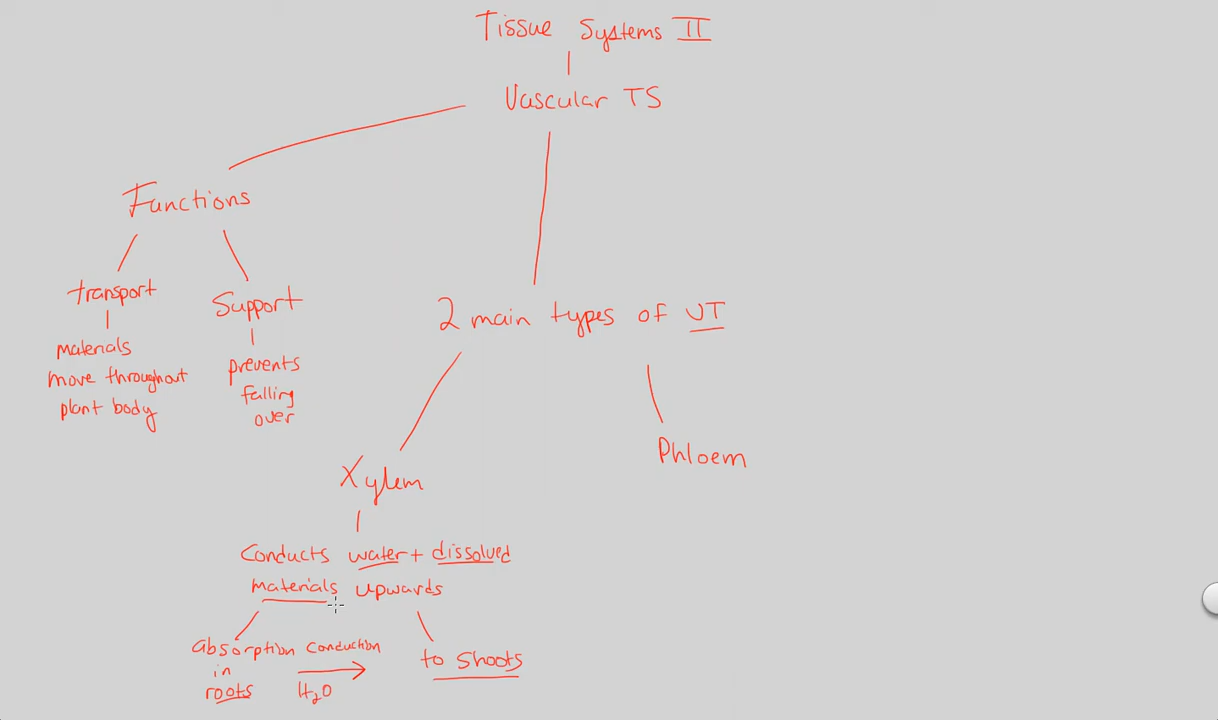 Tissue Systems II
Vascular TS
Functions
transport
Support
materials
move throughout
plant body
prevents
falling
over
2 main types of VT
Xylem
Phloem
Conducts water + dissolved
materials upwards
absorption
in
roots
conduction
H2O
to shoots